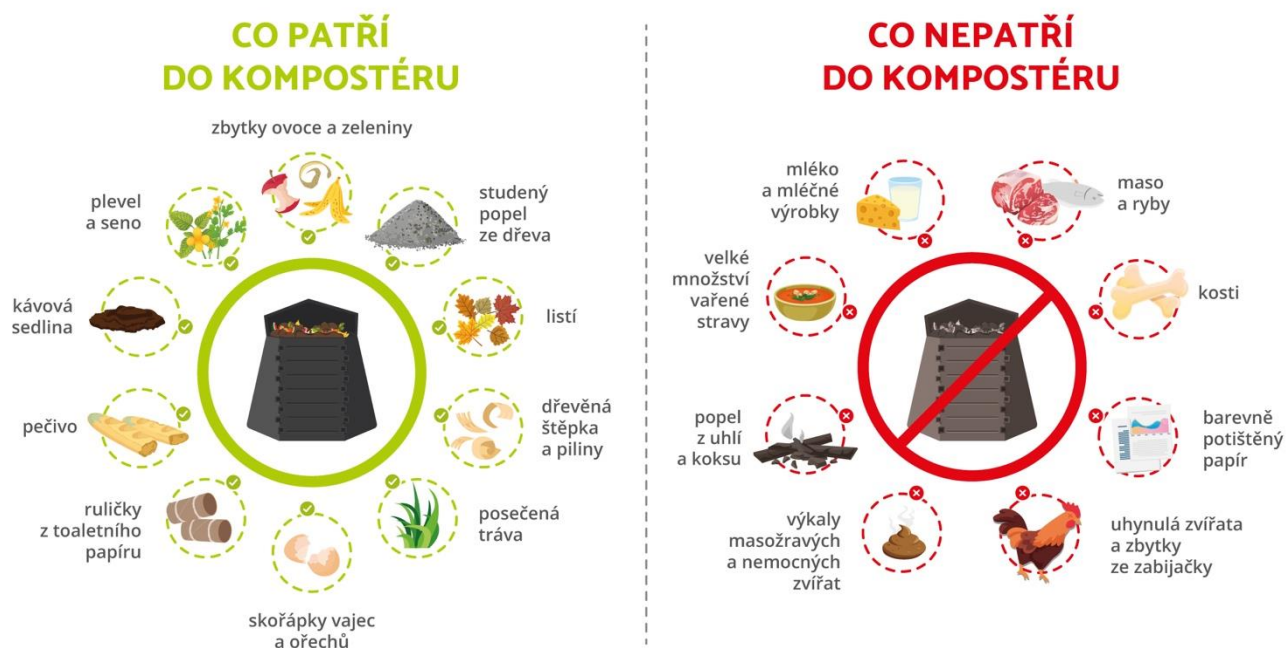 CO PATŘÍ
DO KOMPOSTÉRU
zbytky ovoce a zeleniny
plevel
a seno
studený
popel
ze dřeva
kávová
sedlina
listí
pečivo
dřevěná
štěpka
a piliny
ruličky
z toaletního
papíru
posečená
tráva
skořápky vajec
a ořechů
CO NEPATŘÍ
DO KOMPOSTÉRU
mléko
a mléčné
výrobky
maso
a ryby
velké
množství
vařené
stravy
kosti
popel
z uhlí
a koksu
barevně
potištěný
papír
výkaly
masožravých
a nemocných
zvířat
uhynulá zvířata
a zbytky
ze zabijačky